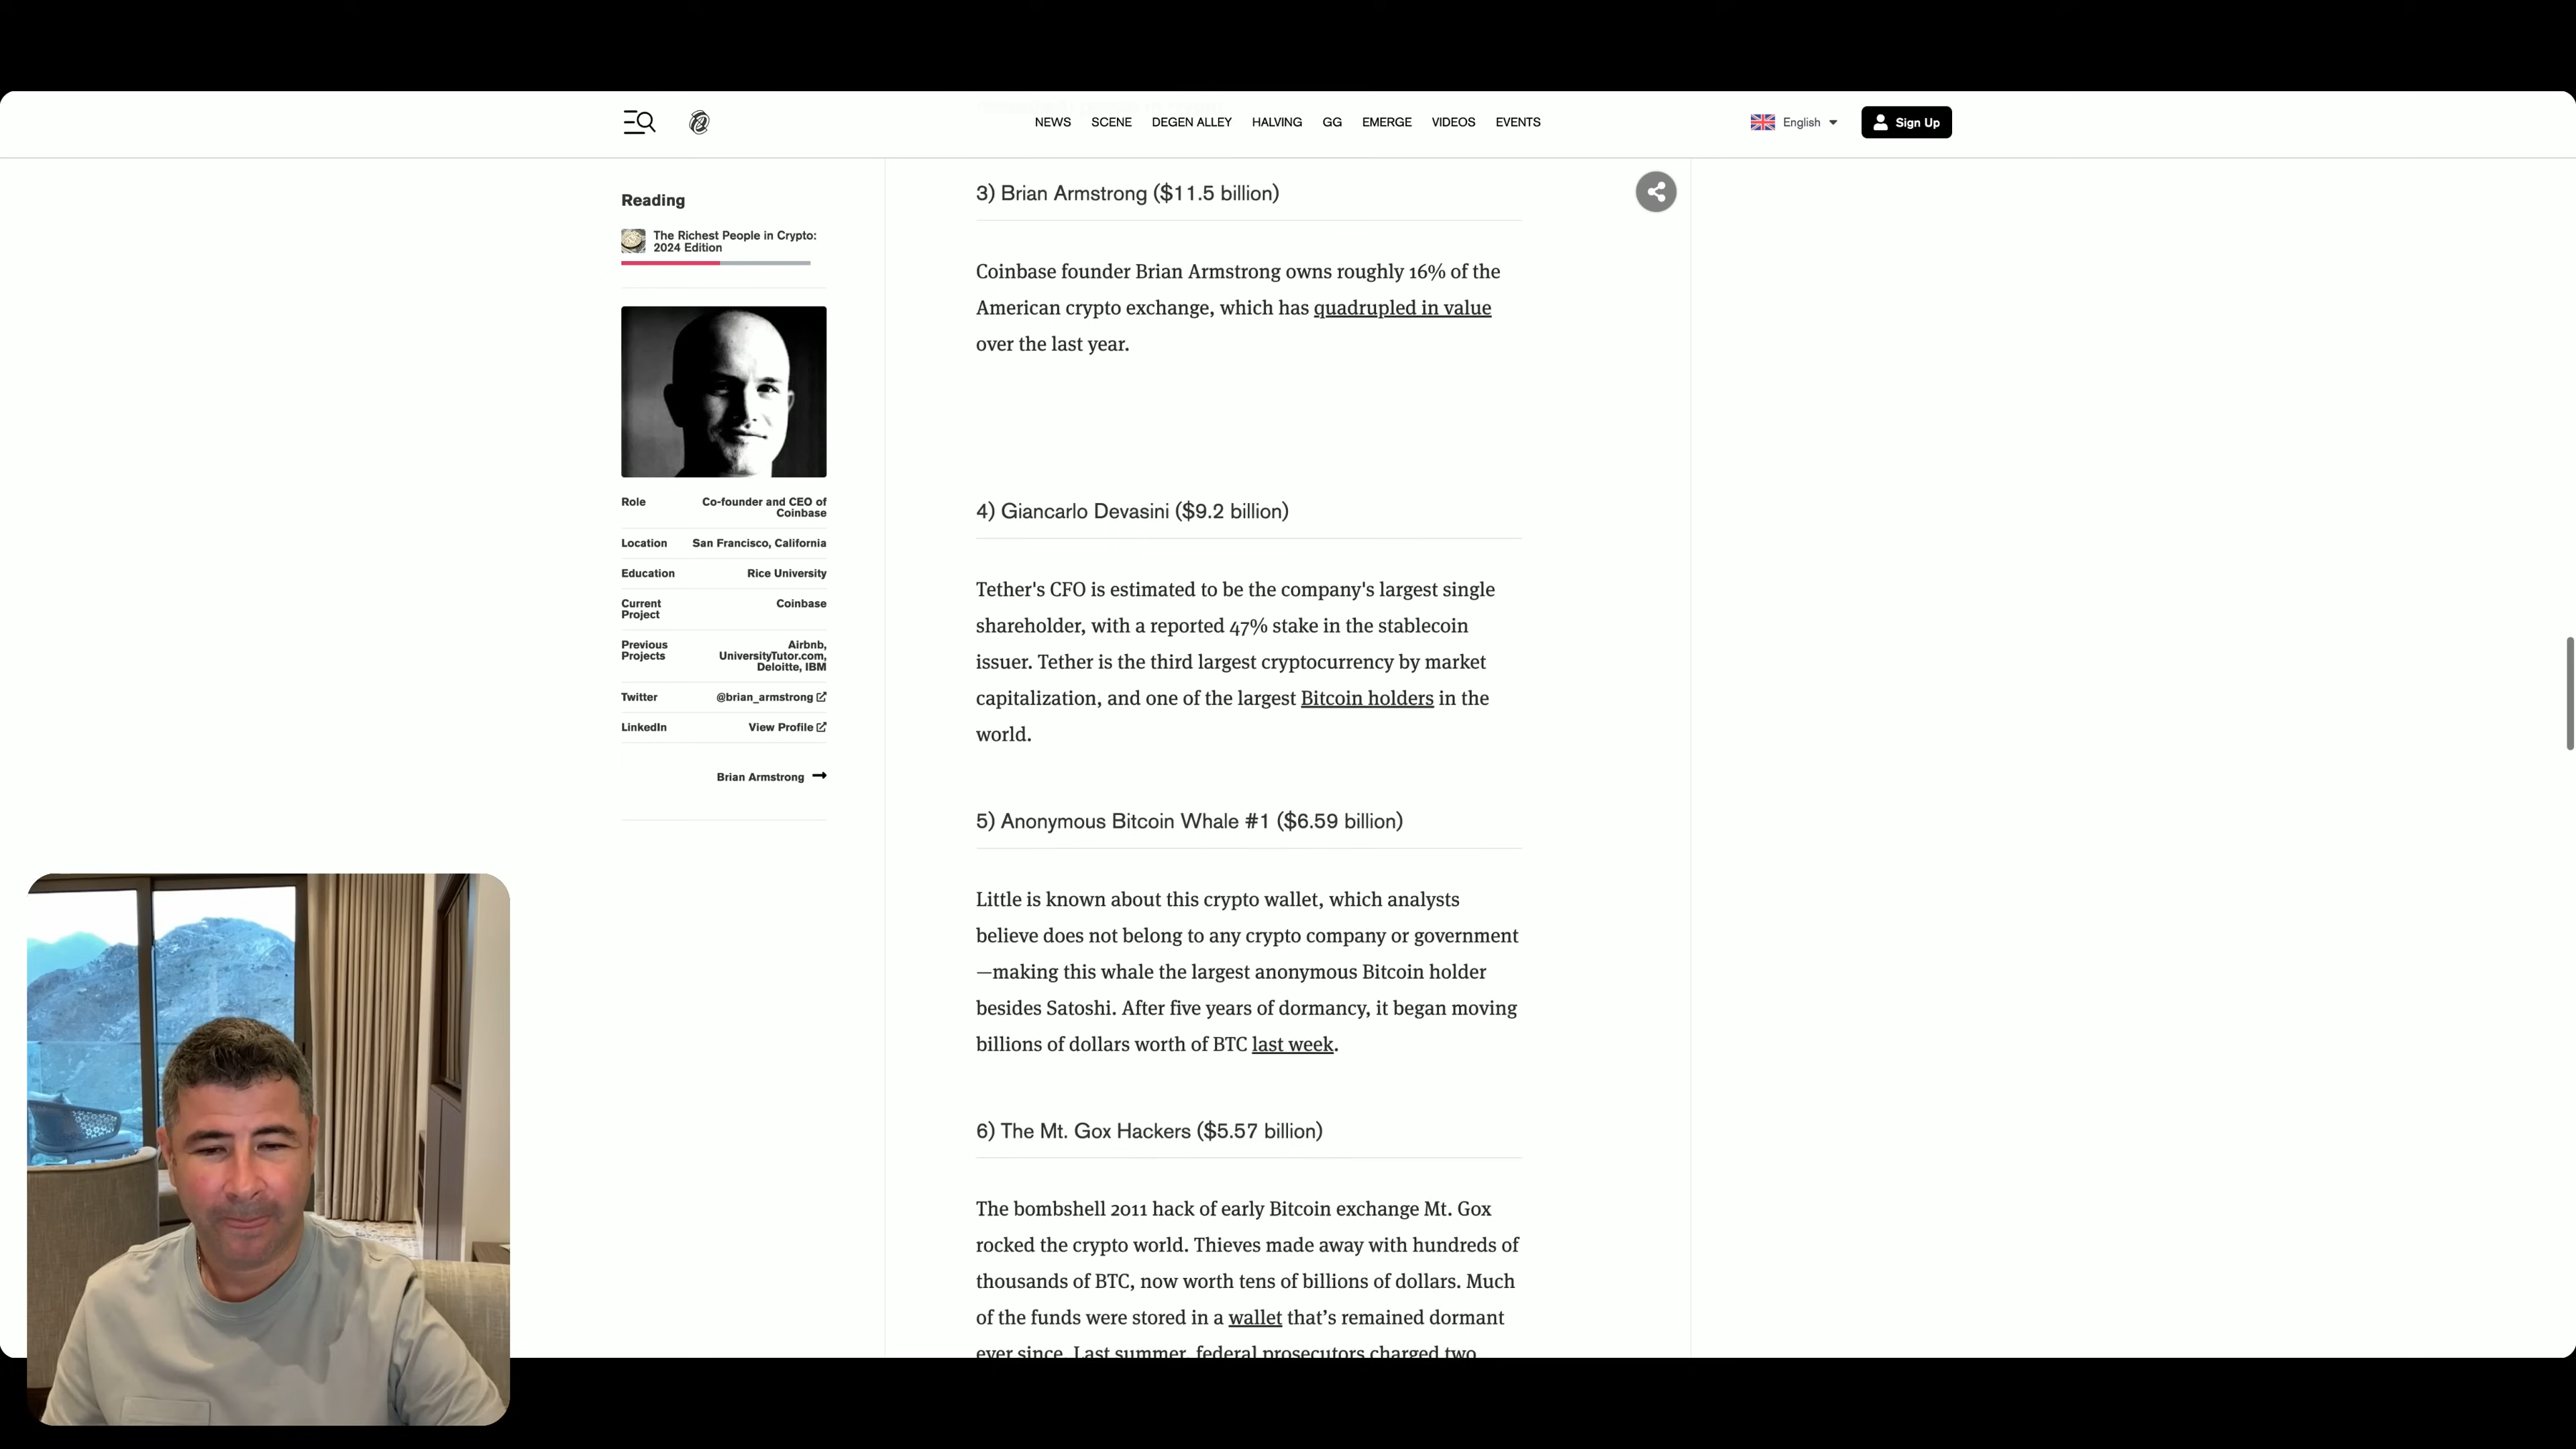 NEWS SCENE DEGEN ALLEY HALVING GG EMERGE VIDEOS EVENTS
English
Sign Up
Reading
The Richest People in Crypto:
2024 Edition
Role Co-founder and CEO of
Coinbase
Location San Francisco, California
Education Rice University
Current Coinbase
Project
Previous Airbnb,
Projects UniversityTutor.com,
Deloitte, IBM
Twitter @brian_armstrong
LinkedIn View Profile
Brian Armstrong
3) Brian Armstrong ($11.5 billion)
Coinbase founder Brian Armstrong owns roughly 16% of the
American crypto exchange, which has quadrupled in value
over the last year.
4) Giancarlo Devasini ($9.2 billion)
Tether's CFO is estimated to be the company's largest single
shareholder, with a reported 47% stake in the stablecoin
issuer. Tether is the third largest cryptocurrency by market
capitalization, and one of the largest Bitcoin holders in the
world.
5) Anonymous Bitcoin Whale #1 ($6.59 billion)
Little is known about this crypto wallet, which analysts
believe does not belong to any crypto company or government
—making this whale the largest anonymous Bitcoin holder
besides Satoshi. After five years of dormancy, it began moving
billions of dollars worth of BTC last week.
6) The Mt. Gox Hackers ($5.57 billion)
The bombshell 2011 hack of early Bitcoin exchange Mt. Gox
rocked the crypto world. Thieves made away with hundreds of
thousands of BTC, now worth tens of billions of dollars. Much
of the funds were stored in a wallet that’s remained dormant
ever since. Last summer, federal prosecutors charged two